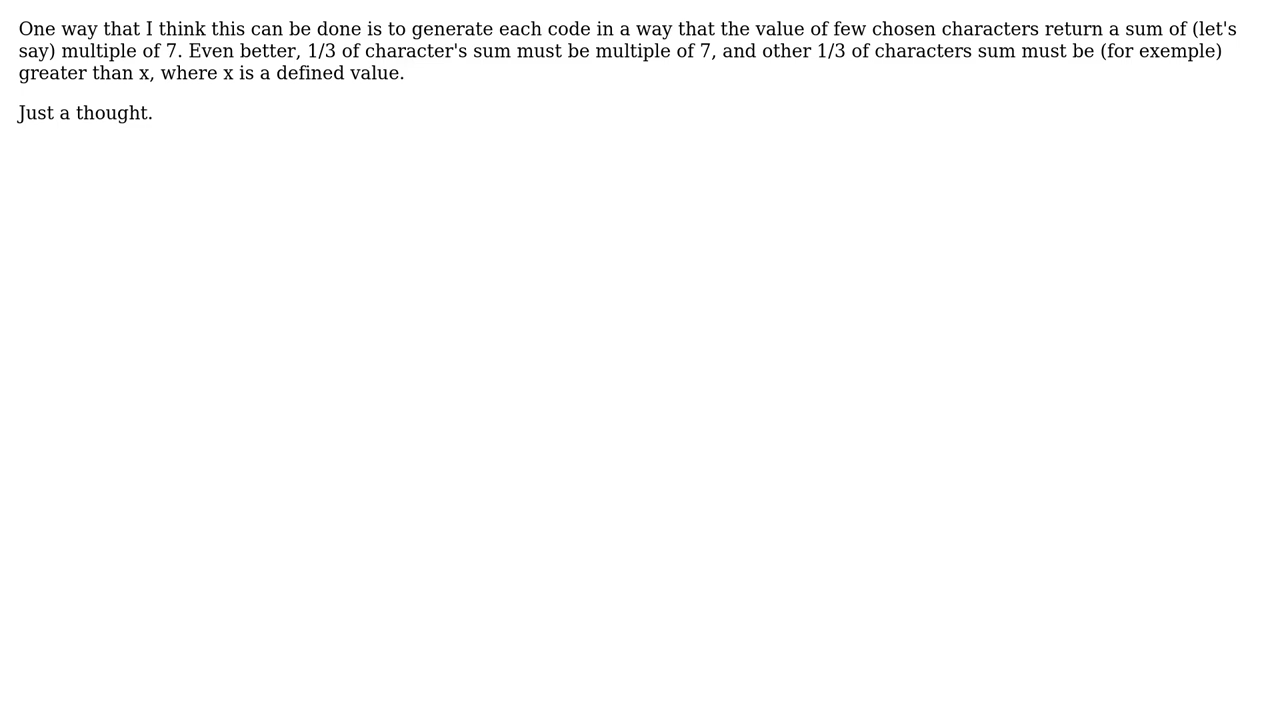 One way that I think this can be done is to generate each code in a way that the value of few chosen characters return a sum of (let's
say) multiple of 7. Even better, 1/3 of character's sum must be multiple of 7, and other 1/3 of characters sum must be (for exemple)
greater than x, where x is a defined value.
Just a thought.